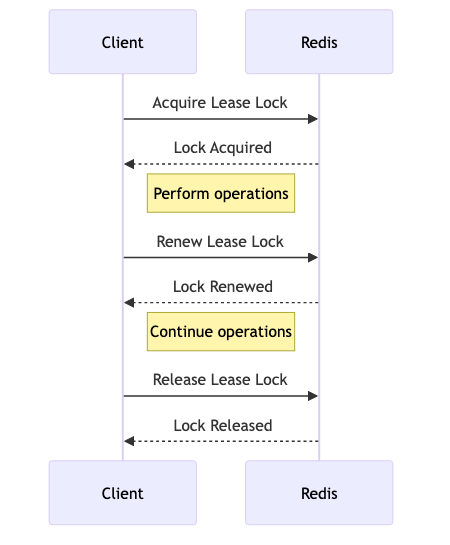 Client
Redis
Acquire Lease Lock
Lock Acquired
Perform operations
Renew Lease Lock
Lock Renewed
Continue operations
Release Lease Lock
Lock Released
Client
Redis